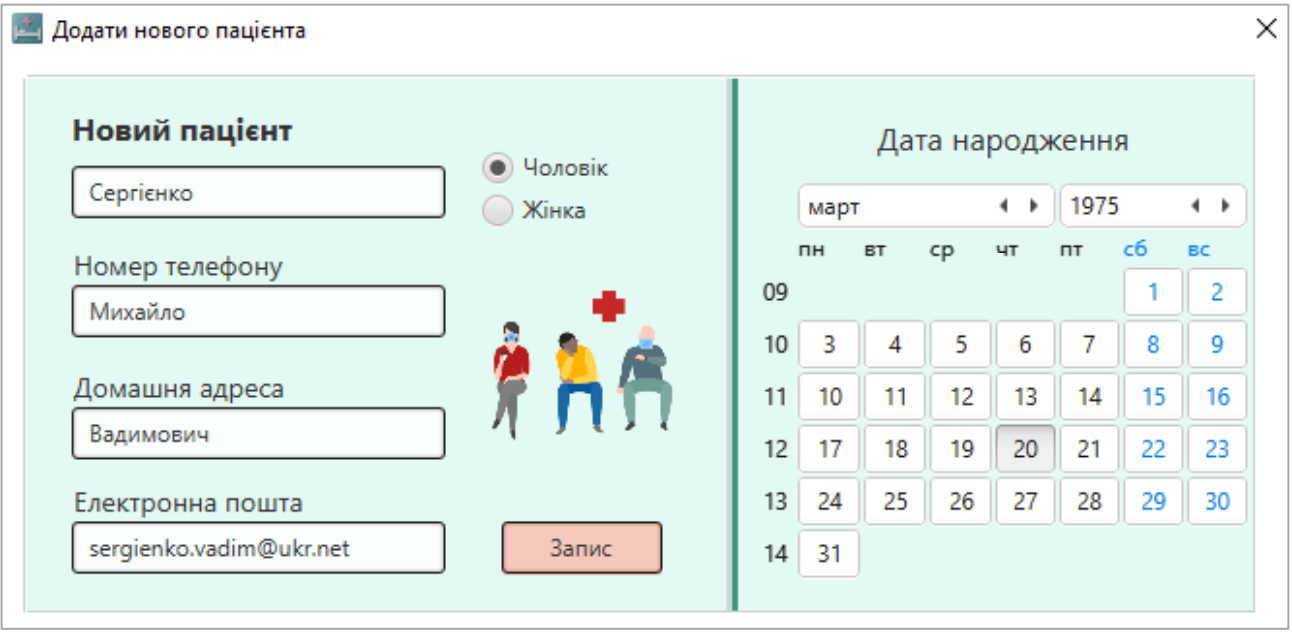 Додати нового пацієнта
Новий пацієнт
Сергієнко
Чоловік
Жінка
Номер телефону
Михайло
Домашня адреса
Вадимович
Електронна пошта
sergienko.vadim@ukr.net
Запис
Дата народження
март 1975
пн вт ср чт пт сб вс
09 1 2
10 3 4 5 6 7 8 9
11 10 11 12 13 14 15 16
12 17 18 19 20 21 22 23
13 24 25 26 27 28 29 30
14 31